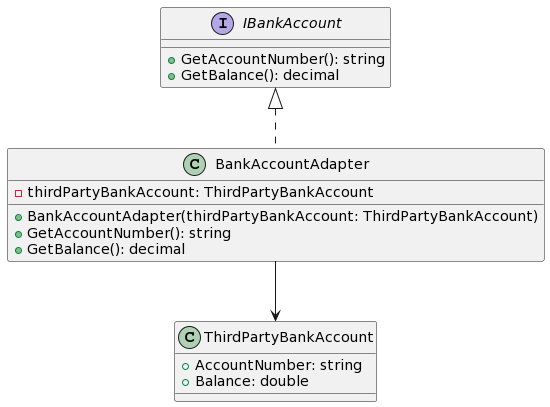 I IBankAccount
GetAccountNumber(): string
GetBalance(): decimal
C BankAccountAdapter
thirdPartyBankAccount: ThirdPartyBankAccount
BankAccountAdapter(thirdPartyBankAccount: ThirdPartyBankAccount)
GetAccountNumber(): string
GetBalance(): decimal
C ThirdPartyBankAccount
AccountNumber: string
Balance: double